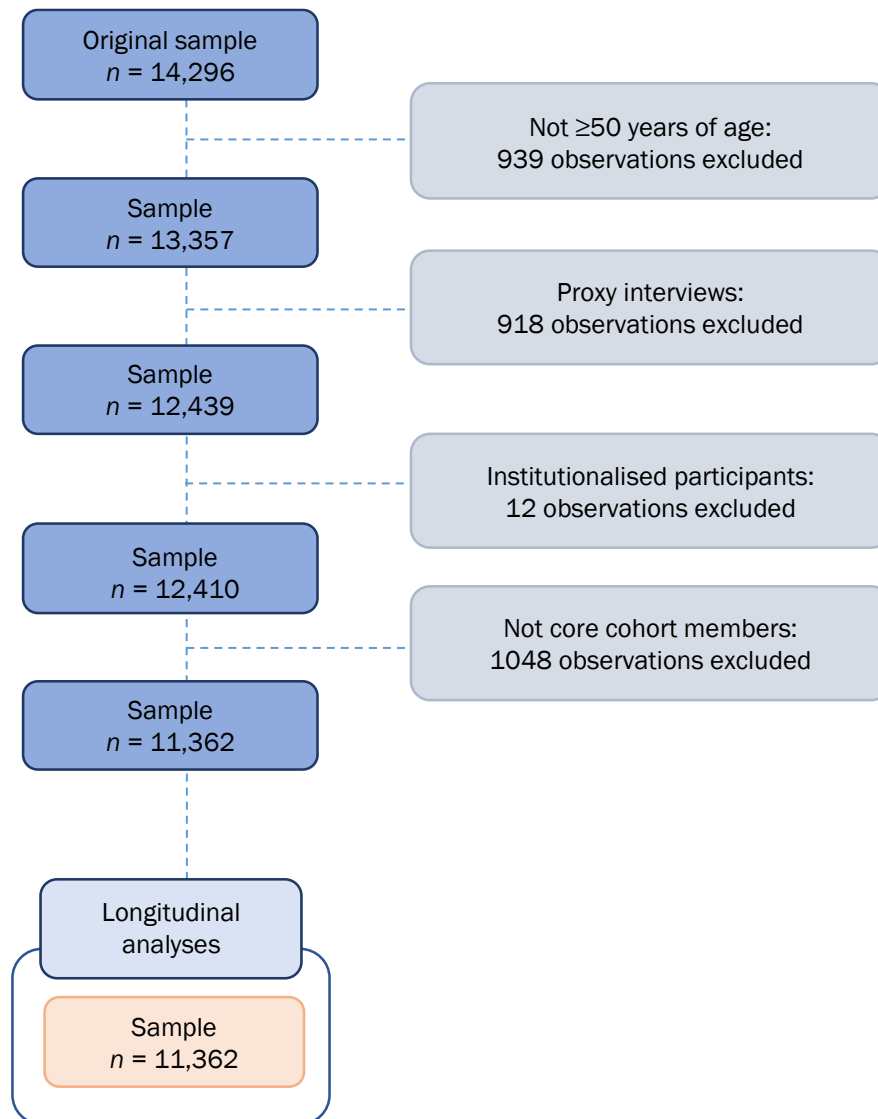 Original sample
n = 14,296
Not ≥50 years of age:
939 observations excluded
Sample
n = 13,357
Proxy interviews:
918 observations excluded
Sample
n = 12,439
Institutionalised participants:
12 observations excluded
Sample
n = 12,410
Not core cohort members:
1048 observations excluded
Sample
n = 11,362
Longitudinal
analyses
Sample
n = 11,362